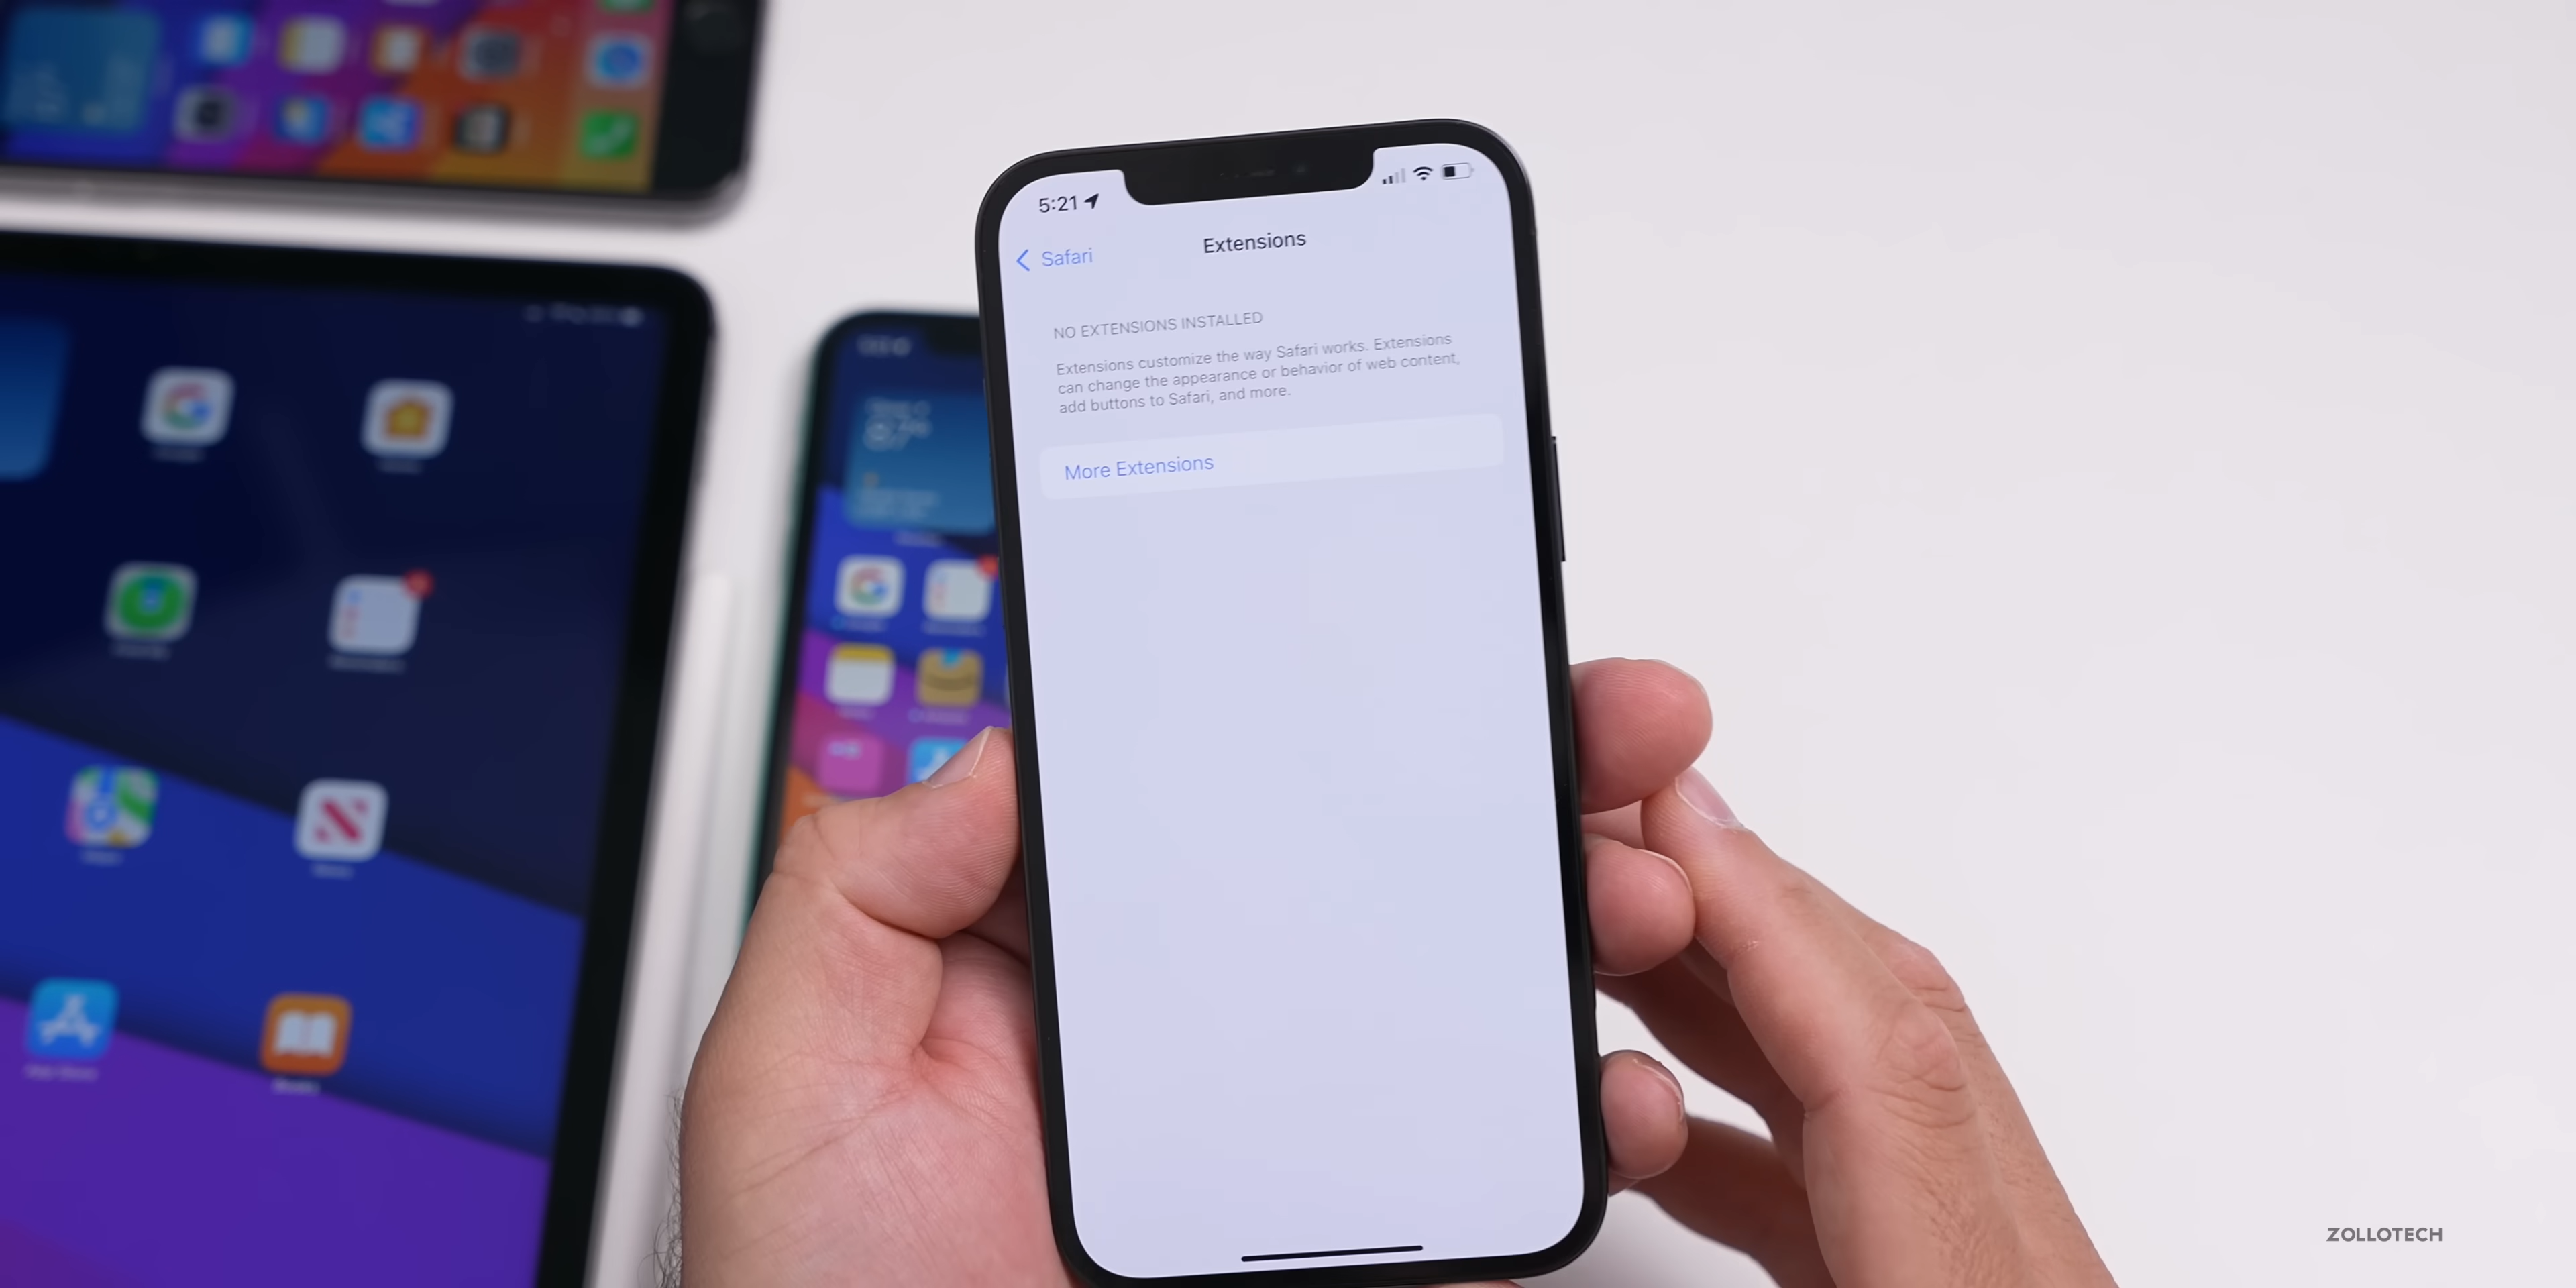 5:21
Safari
Extensions
NO EXTENSIONS INSTALLED
Extensions customize the way Safari works. Extensions
can change the appearance or behavior of web content,
add buttons to Safari, and more.
More Extensions
ZOLLOTECH